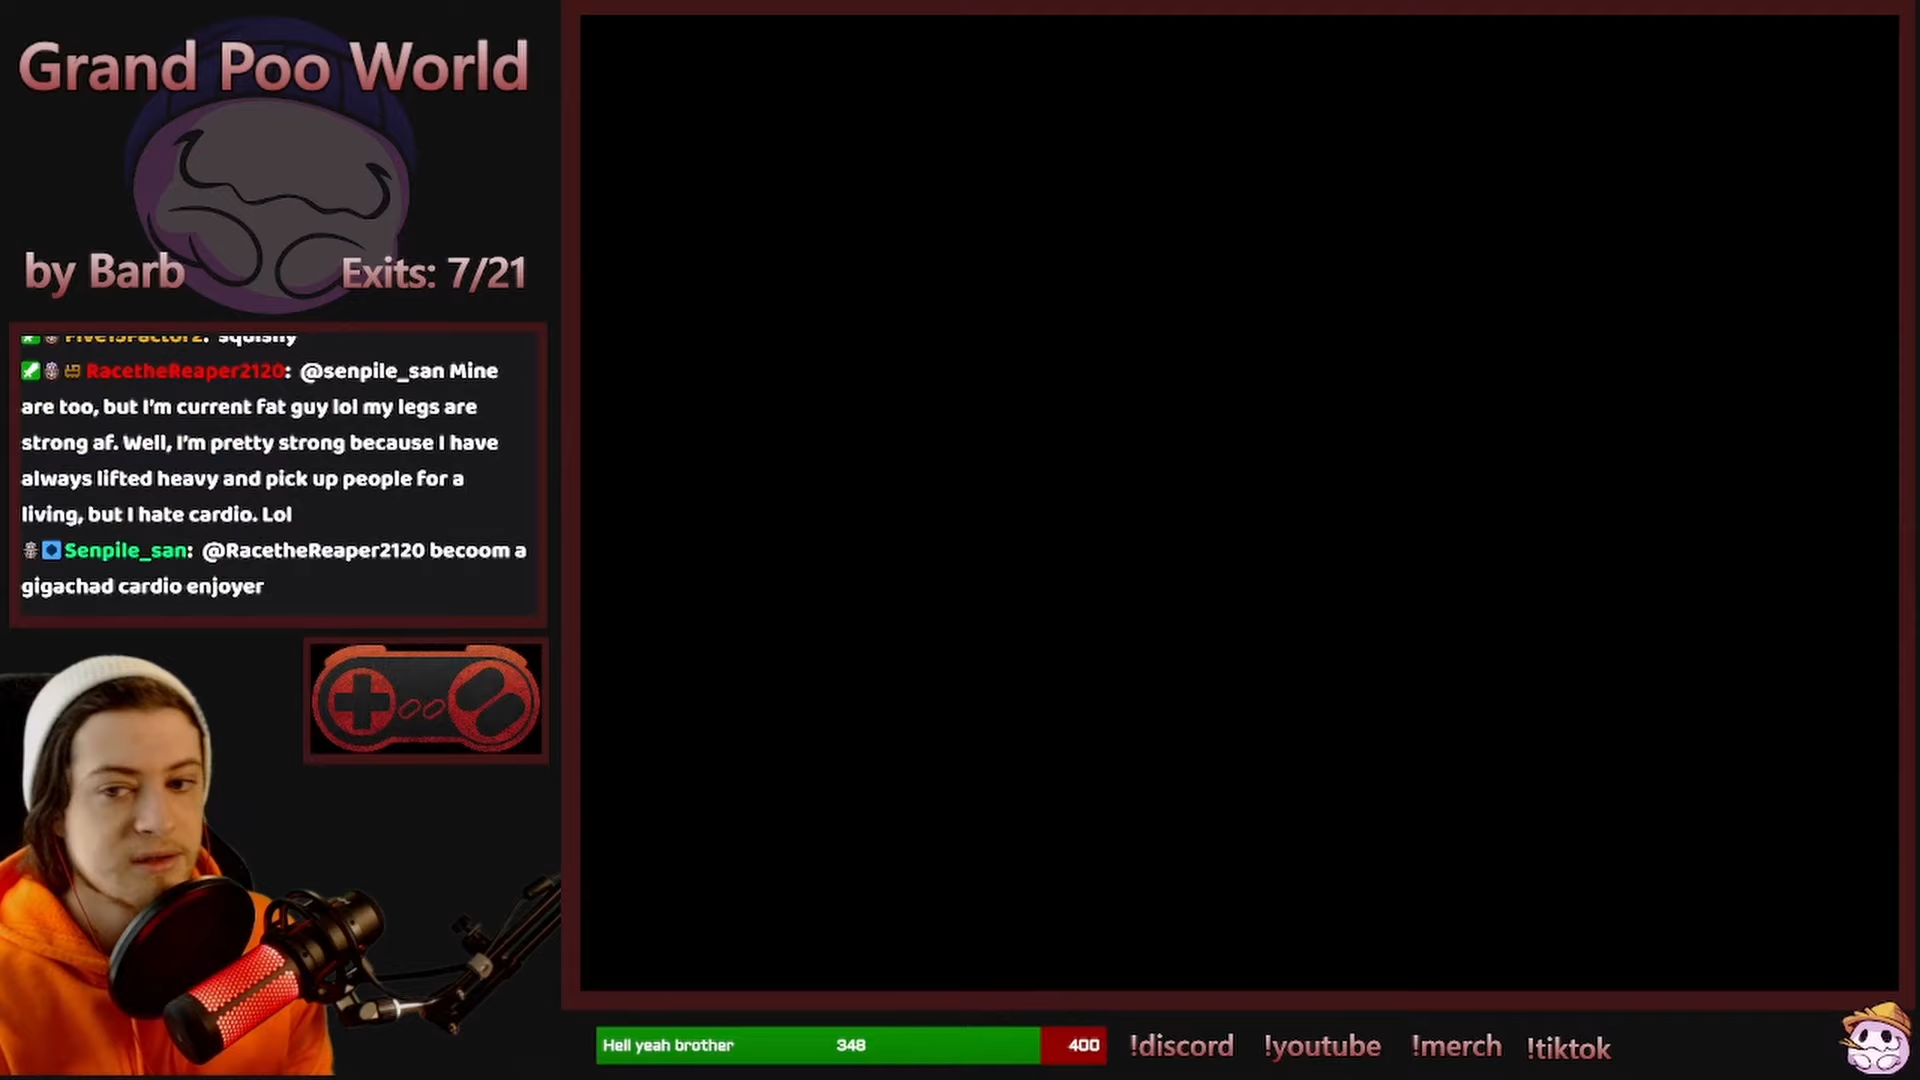 Grand Poo World
by Barb
Exits: 7/21
squishy
RacetheReaper2120: @senpile_san Mine
are too, but I'm current fat guy lol my legs are
strong af. Well, I'm pretty strong because I have
always lifted heavy and pick up people for a
living, but I hate cardio. Lol
Senpile_san: @RacetheReaper2120 becoom a
gigachad cardio enjoyer
Hell yeah brother 348 400
!discord !youtube !merch !tiktok